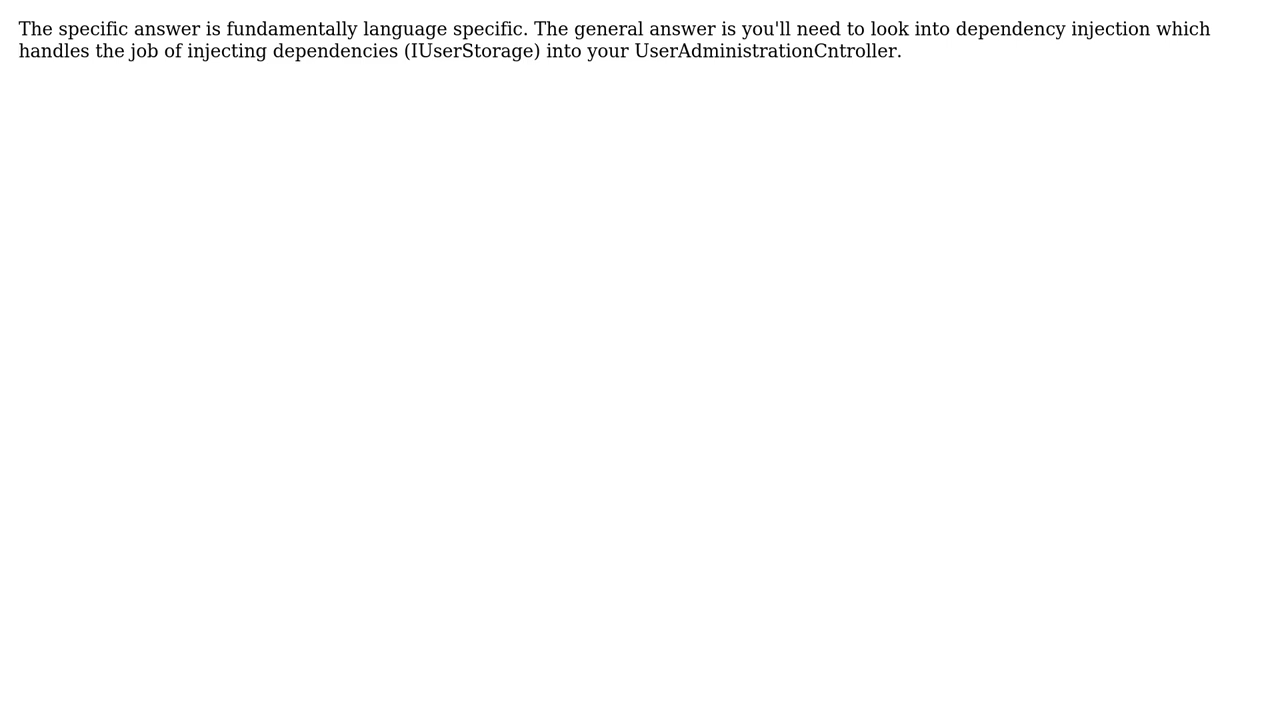 The specific answer is fundamentally language specific. The general answer is you'll need to look into dependency injection which
handles the job of injecting dependencies (IUserStorage) into your UserAdministrationCntroller.